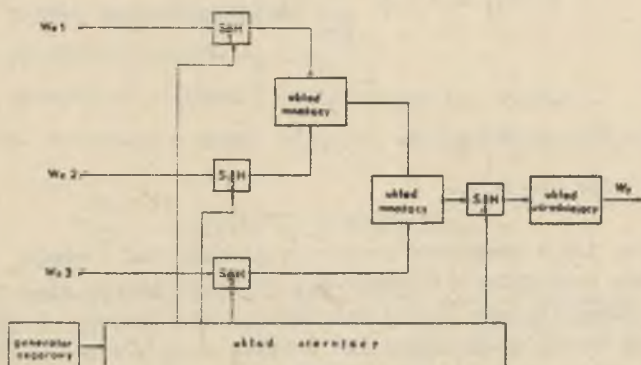 We 1
S&H
układ
mnożący
We 2
S&H
układ
mnożący
S&H
układ
uśredniający
Wy
We 3
S&H
generator
zegarowy
układ sterujący